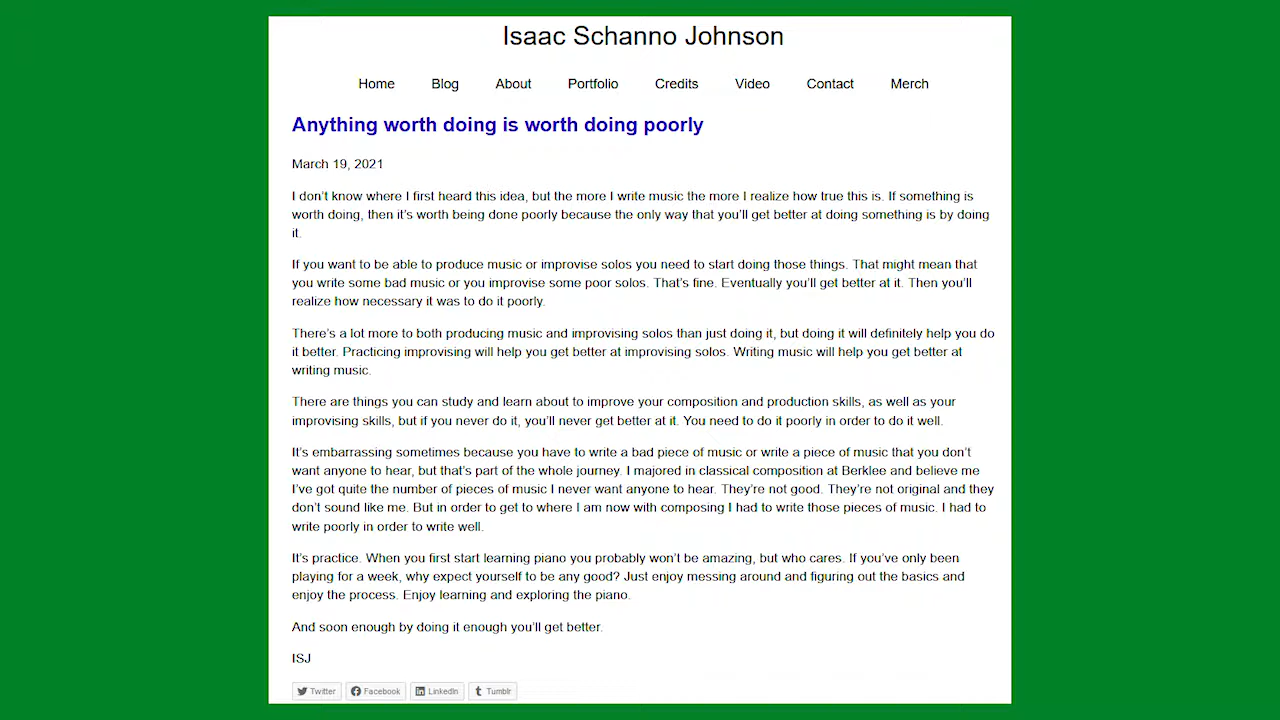 Isaac Schanno Johnson
Home Blog About Portfolio Credits Video Contact Merch
Anything worth doing is worth doing poorly
March 19, 2021
I don’t know where I first heard this idea, but the more I write music the more I realize how true this is. If something is
worth doing, then it’s worth being done poorly because the only way that you’ll get better at doing something is by doing
it.
If you want to be able to produce music or improvise solos you need to start doing those things. That might mean that
you write some bad music or you improvise some poor solos. That’s fine. Eventually you’ll get better at it. Then you’ll
realize how necessary it was to do it poorly.
There’s a lot more to both producing music and improvising solos than just doing it, but doing it will definitely help you do
it better. Practicing improvising will help you get better at improvising solos. Writing music will help you get better at
writing music.
There are things you can study and learn about to improve your composition and production skills, as well as your
improvising skills, but if you never do it, you’ll never get better at it. You need to do it poorly in order to do it well.
It’s embarrassing sometimes because you have to write a bad piece of music or write a piece of music that you don’t
want anyone to hear, but that’s part of the whole journey. I majored in classical composition at Berklee and believe me
I’ve got quite the number of pieces of music I never want anyone to hear. They’re not good. They’re not original and they
don’t sound like me. But in order to get to where I am now with composing I had to write those pieces of music. I had to
write poorly in order to write well.
It’s practice. When you first start learning piano you probably won’t be amazing, but who cares. If you’ve only been
playing for a week, why expect yourself to be any good? Just enjoy messing around and figuring out the basics and
enjoy the process. Enjoy learning and exploring the piano.
And soon enough by doing it enough you’ll get better.
ISJ
Twitter Facebook LinkedIn Tumblr